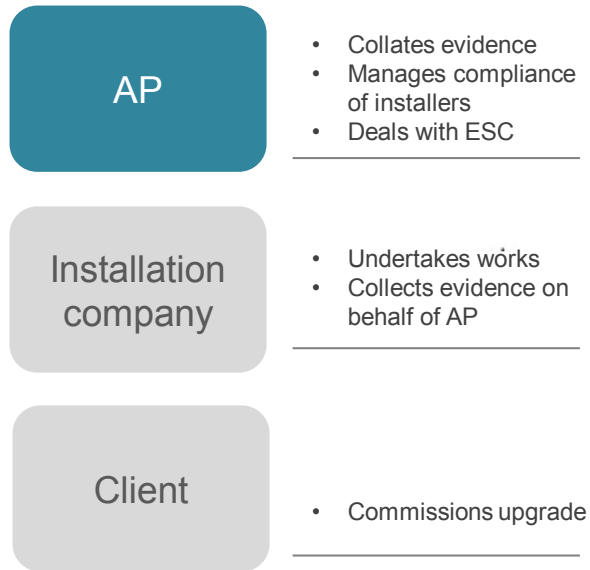 AP
• Collates evidence
• Manages compliance
of installers
• Deals with ESC
Installation
company
• Undertakes works
• Collects evidence on
behalf of AP
Client
• Commissions upgrade